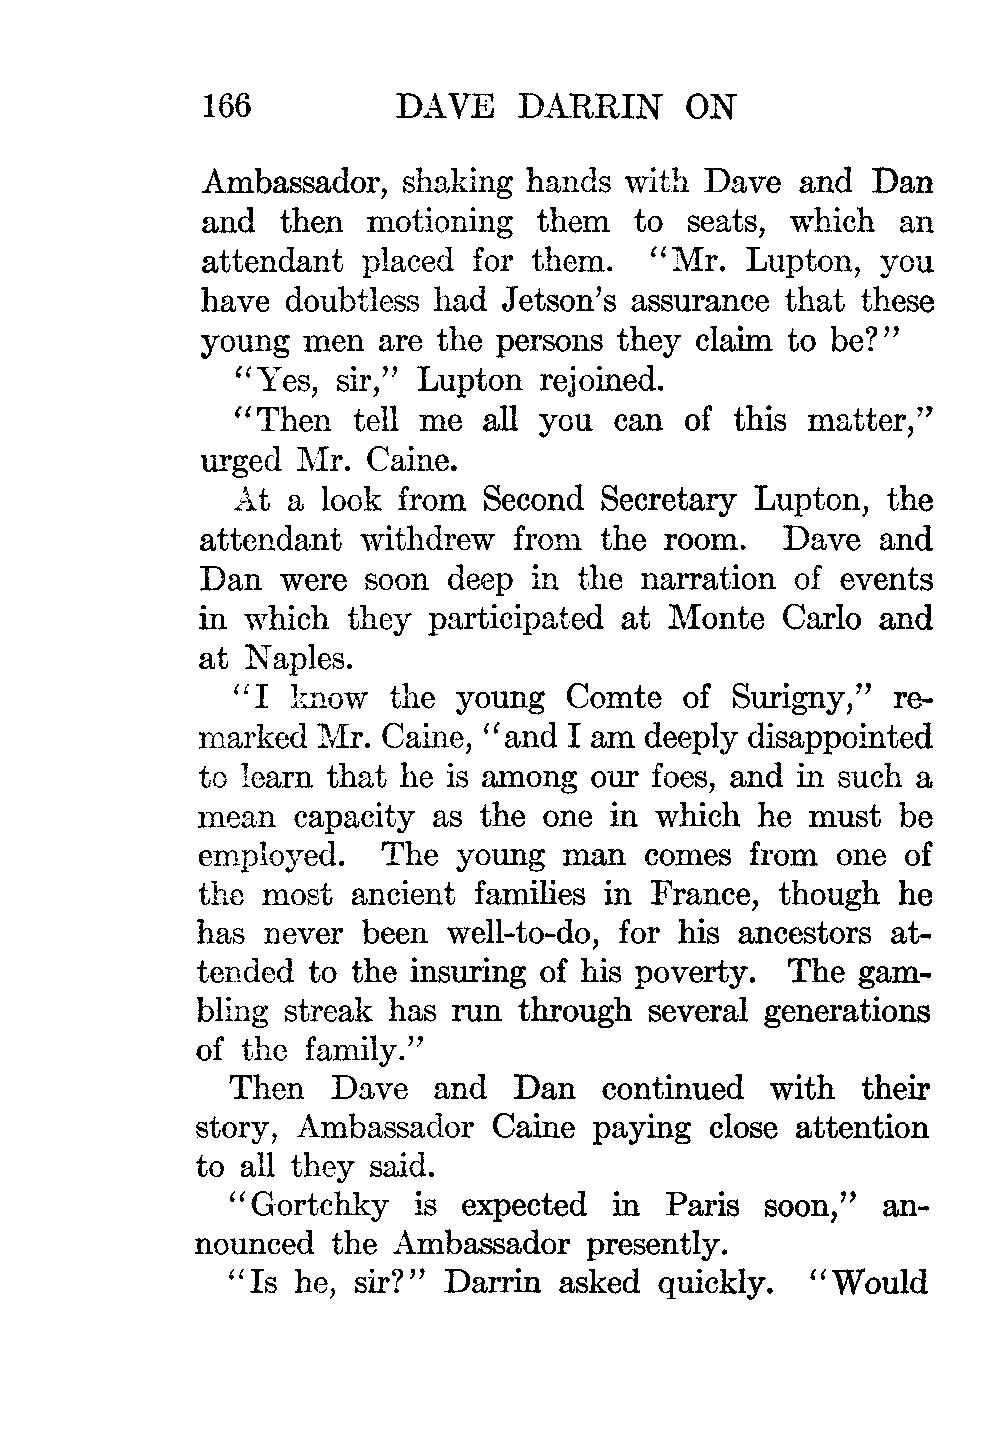 166 DAVE DARRIN ON
Ambassador, shaking hands with Dave and Dan
and then motioning them to seats, which an
attendant placed for them. "Mr. Lupton, you
have doubtless had Jetson's assurance that these
young men are the persons they claim to be?"
"Yes, sir," Lupton rejoined.
"Then tell me all you can of this matter,"
urged Mr. Caine.
At a look from Second Secretary Lupton, the
attendant withdrew from the room. Dave and
Dan were soon deep in the narration of events
in which they participated at Monte Carlo and
at Naples.
"I know the young Comte of Surigny," re-
marked Mr. Caine, "and I am deeply disappointed
to learn that he is among our foes, and in such a
mean capacity as the one in which he must be
employed. The young man comes from one of
the most ancient families in France, though he
has never been well-to-do, for his ancestors at-
tended to the insuring of his poverty. The gam-
bling streak has run through several generations
of the family."
Then Dave and Dan continued with their
story, Ambassador Caine paying close attention
to all they said.
"Gortchky is expected in Paris soon," an-
nounced the Ambassador presently.
"Is he, sir?" Darrin asked quickly. "Would